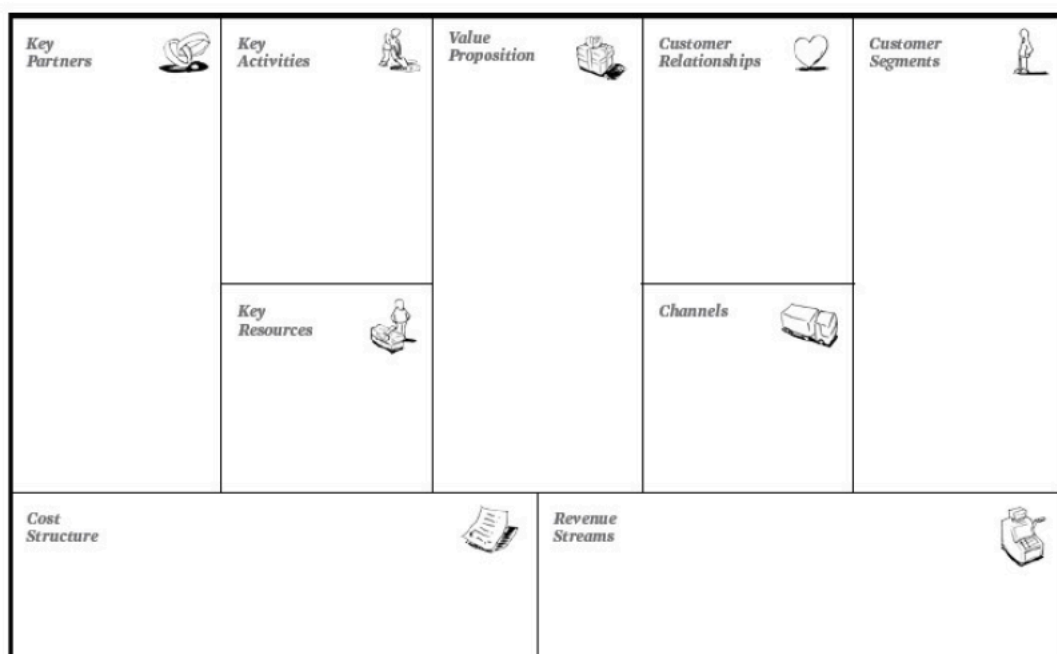 Key
Partners
Key
Activities
Value
Proposition
Customer
Relationships
Customer
Segments
Key
Resources
Channels
Cost
Structure
Revenue
Streams